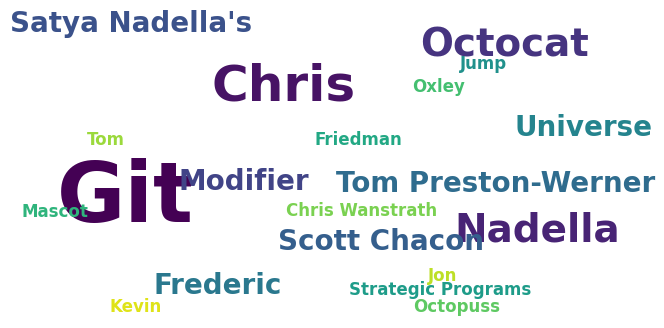 Satya Nadella's
Octocat
Jump
Chris
Oxley
Universe
Tom
Friedman
Git
Modifier
Tom Preston-Werner
Mascot
Chris Wanstrath
Nadella
Scott Chacon
Jon
Frederic
Strategic Programs
Kevin
Octopuss